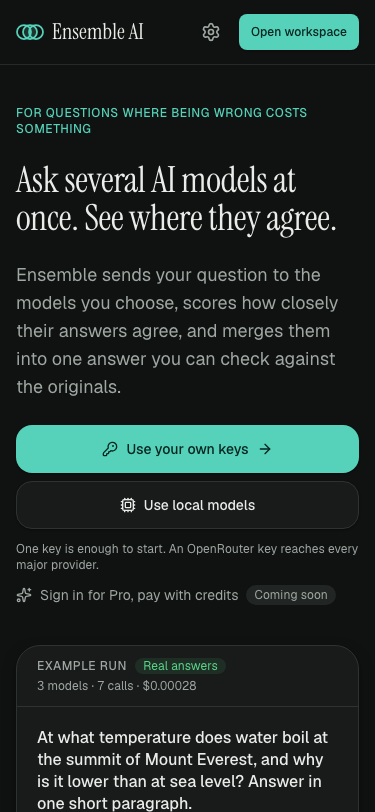 Ensemble AI
Open workspace
FOR QUESTIONS WHERE BEING WRONG COSTS
SOMETHING
Ask several AI models at
once. See where they agree.
Ensemble sends your question to the
models you choose, scores how closely
their answers agree, and merges them
into one answer you can check against
the originals.
Use your own keys
Use local models
One key is enough to start. An OpenRouter key reaches every
major provider.
Sign in for Pro, pay with credits Coming soon
EXAMPLE RUN Real answers
3 models · 7 calls · $0.00028
At what temperature does water boil at
the summit of Mount Everest, and why
is it lower than at sea level? Answer in
one short paragraph.